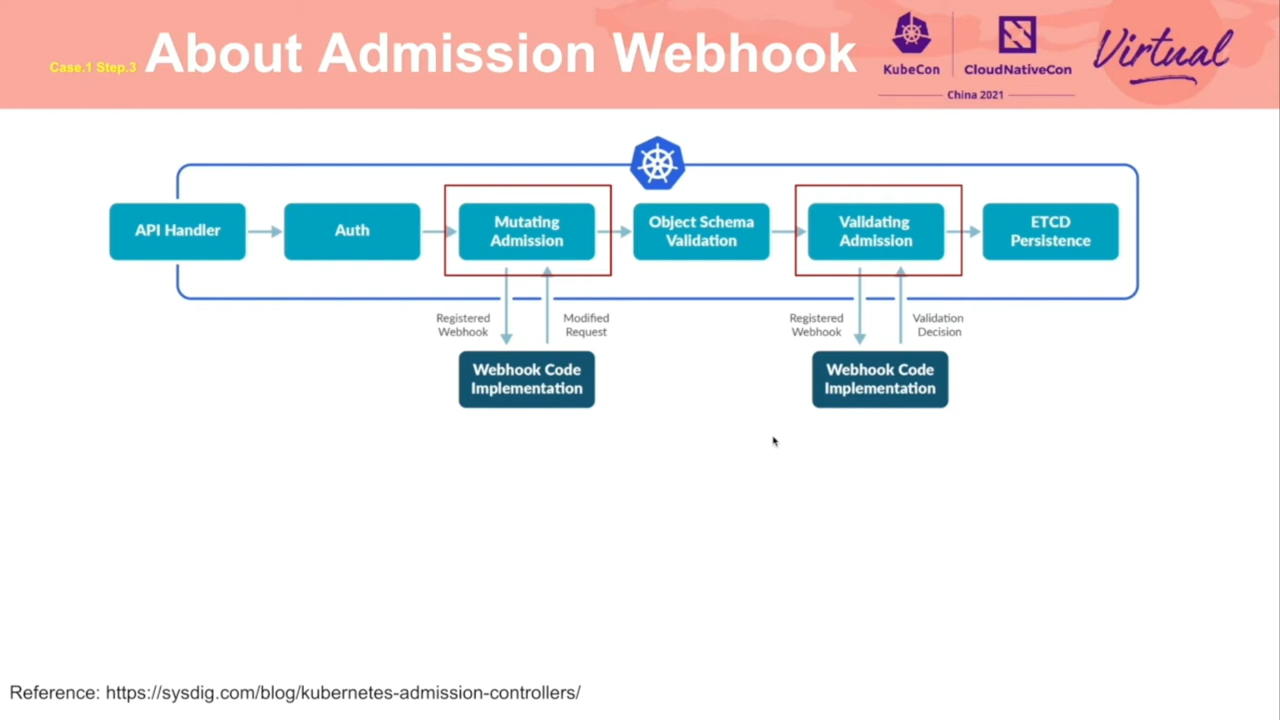 Case.1 Step.3 About Admission Webhook
KubeCon
CloudNativeCon
China 2021
Virtual
API Handler
Auth
Mutating
Admission
Object Schema
Validation
Validating
Admission
ETCD
Persistence
Registered
Webhook
Modified
Request
Registered
Webhook
Validation
Decision
Webhook Code
Implementation
Webhook Code
Implementation
Reference: https://sysdig.com/blog/kubernetes-admission-controllers/